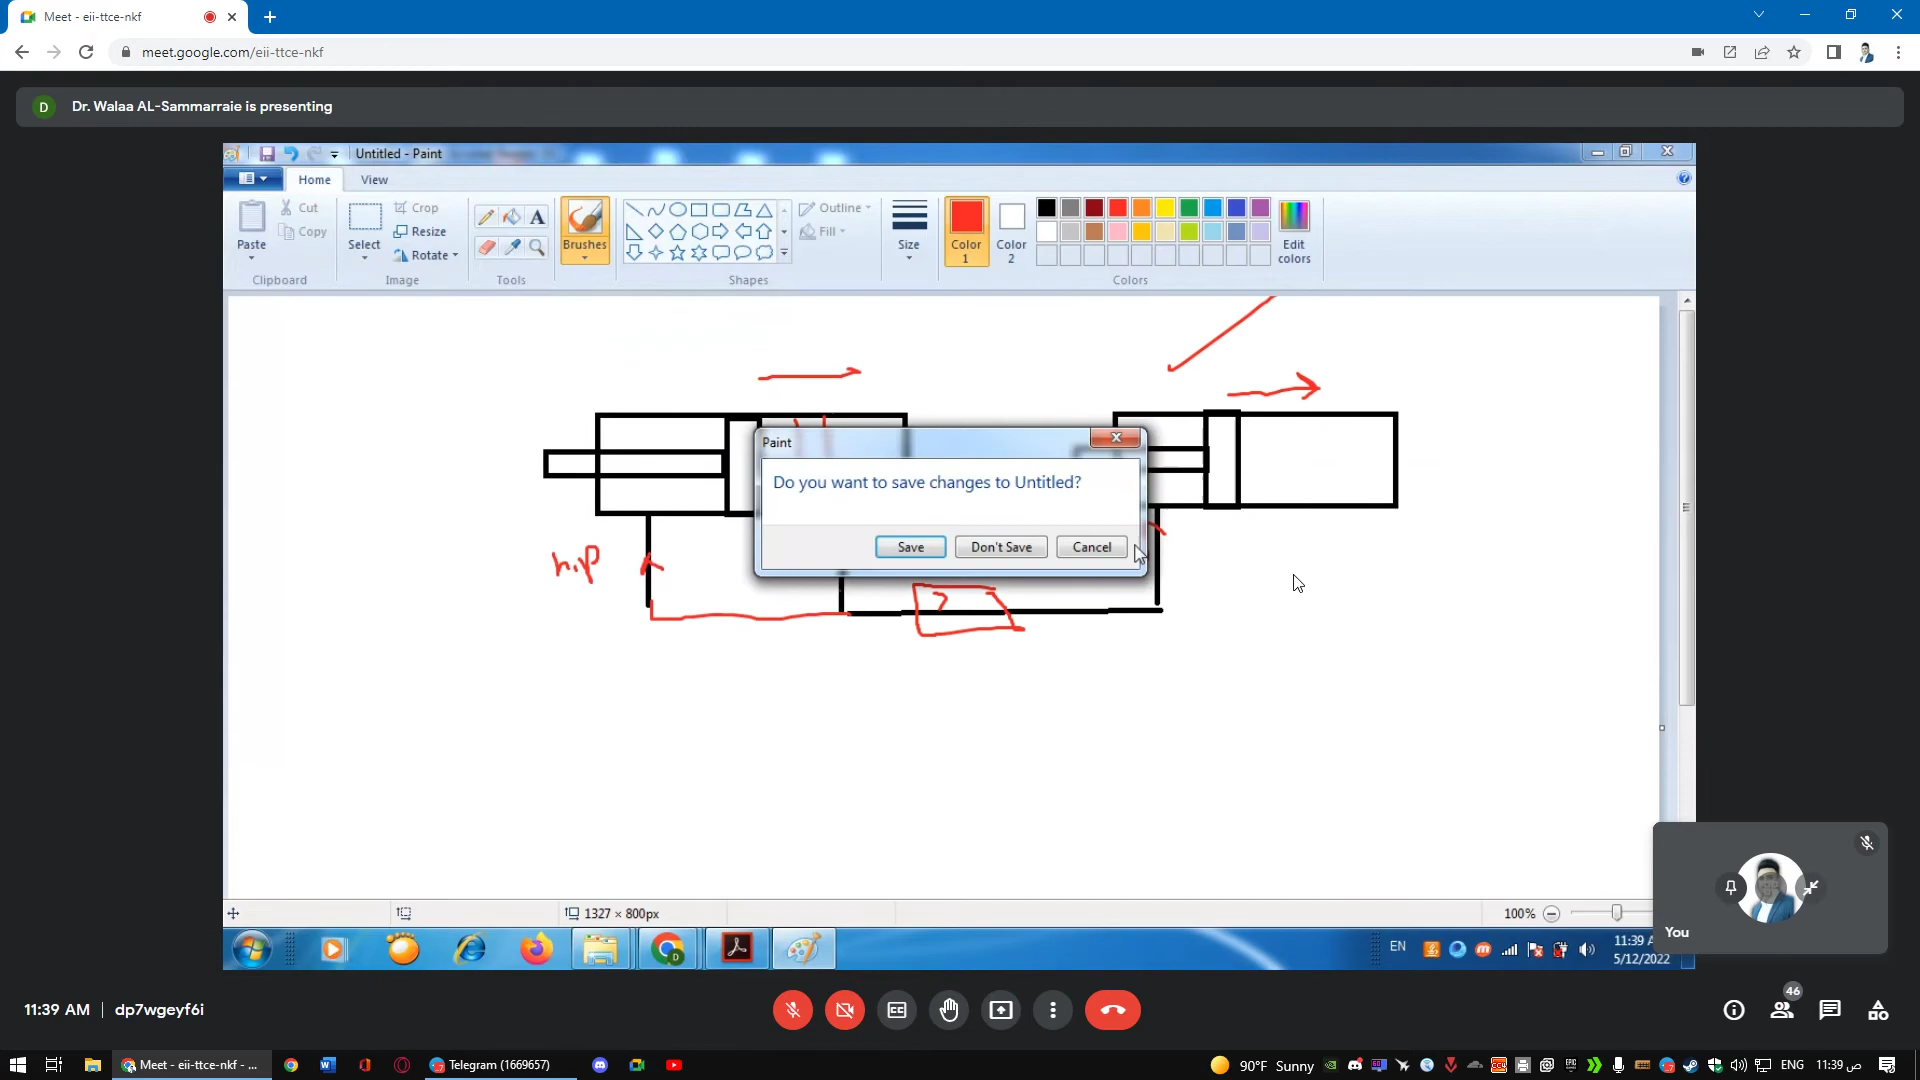 Meet - eii-ttce-nkf
meet.google.com/eii-ttce-nkf
D
Dr. Walaa AL-Sammarraie is presenting
Untitled - Paint
Home
View
Paste
Cut
Copy
Clipboard
Select
Crop
Resize
Rotate
Image
A
Tools
Brushes
Shapes
Outline
Fill
Size
Color 1
Color 2
Edit colors
Colors
Paint
Do you want to save changes to Untitled?
Save
Don't Save
Cancel
h.p
?
1327 × 800px
100%
D
EN
11:39 A
5/12/2022
You
11:39 AM | dp7wgeyf6i
46
Meet - eii-ttce-nkf - ...
Telegram (1669657)
90°F Sunny
ENG
11:39 ص